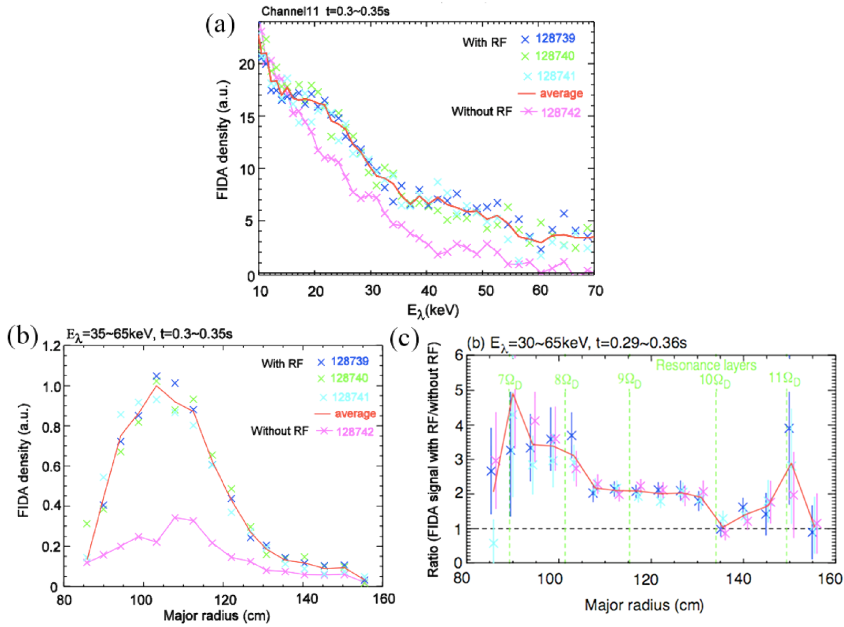 (a)
Channel11 t=0.3~0.35s
FIDA density (a.u.)
20
15
10
5
0
With RF
128739
128740
128741
average
Without RF
128742
10 20 30 40 50 60 70
Eλ(keV)
(b)
Eλ=35~65keV, t=0.3~0.35s
FIDA density (a.u.)
1.2
1.0
0.8
0.6
0.4
0.2
0.0
With RF
128739
128740
128741
average
Without RF
128742
80 100 120 140 160
Major radius (cm)
(c)
(b) Eλ=30~65keV, t=0.29~0.36s
Ratio (FIDA signal with RF/without RF)
6
5
4
3
2
1
0
Resonance layers
7ΩD 8ΩD 9ΩD 10ΩD 11ΩD
80 100 120 140 160
Major radius (cm)